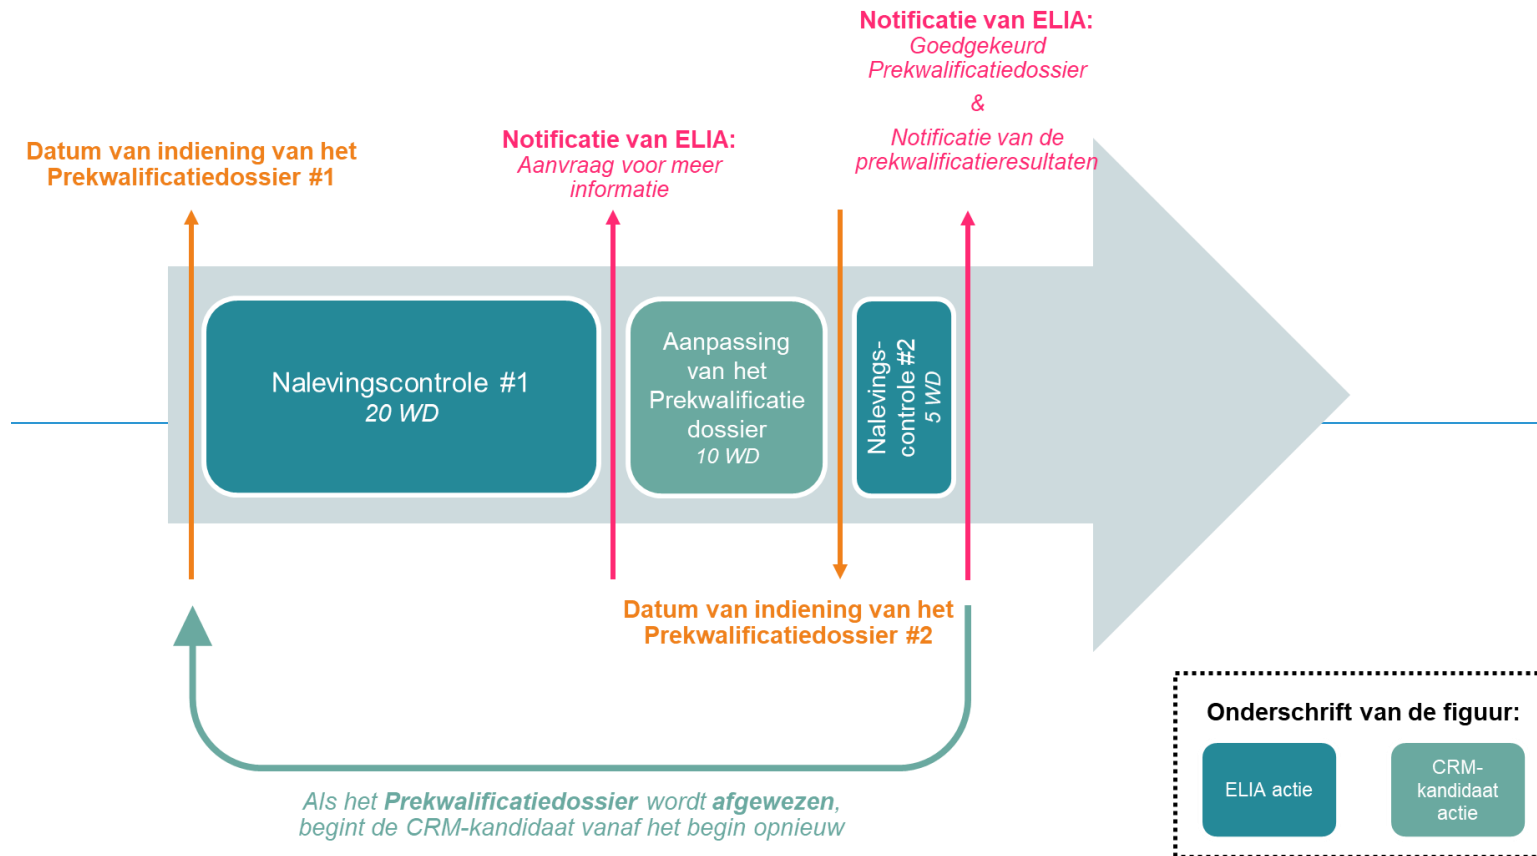 Notificatie van ELIA:
Goedgekeurd
Prekwalificatiedossier
&
Notificatie van de
prekwalificatieresultaten
Notificatie van ELIA:
Aanvraag voor meer
informatie
Datum van indiening van het
Prekwalificatiedossier #1
Nalevingscontrole #1
20 WD
Aanpassing
van het
Prekwalificatie
dossier
10 WD
Nalevings-
controle #2
5 WD
Datum van indiening van het
Prekwalificatiedossier #2
Als het Prekwalificatiedossier wordt afgewezen,
begint de CRM-kandidaat vanaf het begin opnieuw
Onderschrift van de figuur:
ELIA actie
CRM-
kandidaat
actie